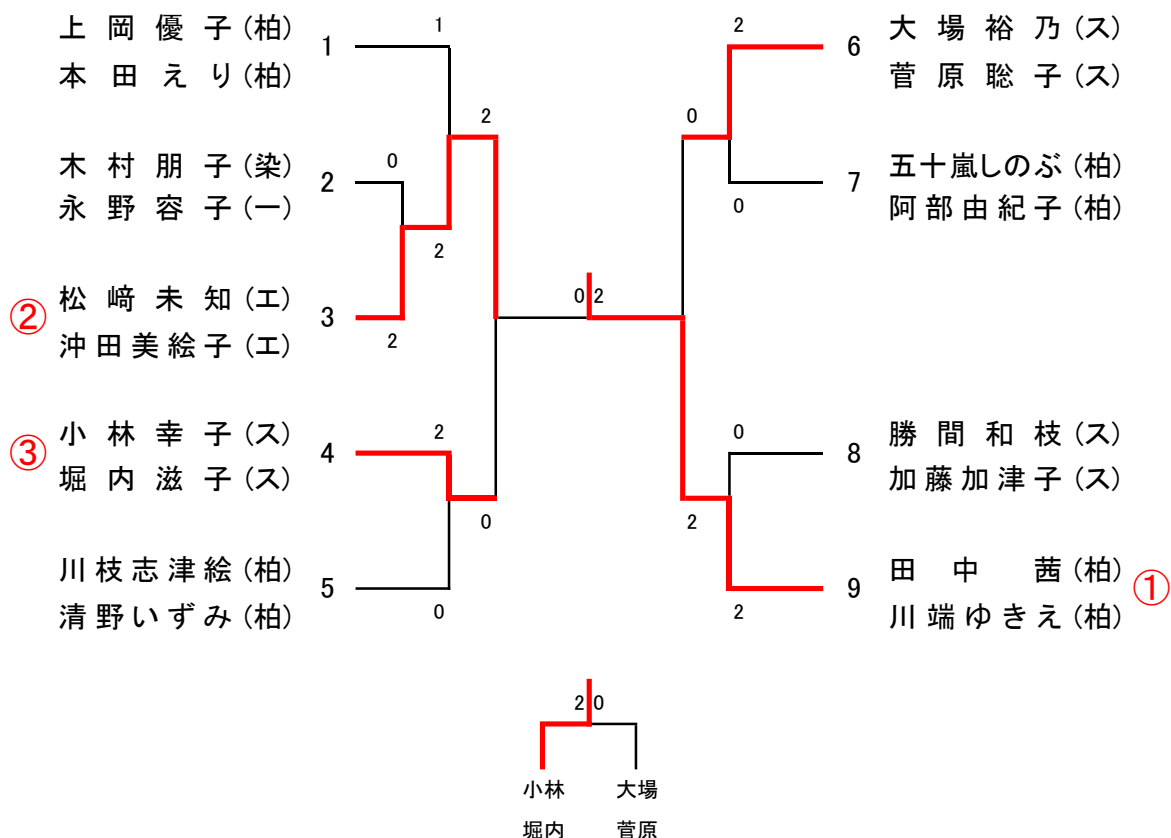 上岡優子(柏)
本田えり(柏)
1
1
木村朋子(染)
永野容子(一)
2
0
② 松﨑未知(エ)
沖田美絵子(エ)
3
2
2
2
③ 小林幸子(ス)
堀内滋子(ス)
4
2
川枝志津絵(柏)
清野いずみ(柏)
5
0
0
0 2
2
6
大場裕乃(ス)
菅原聡子(ス)
0
0
7
五十嵐しのぶ(柏)
阿部由紀子(柏)
0
8
勝間和枝(ス)
加藤加津子(ス)
2
2
9
田中茜(柏) ①
川端ゆきえ(柏)
2 0
小林 大場
堀内 菅原